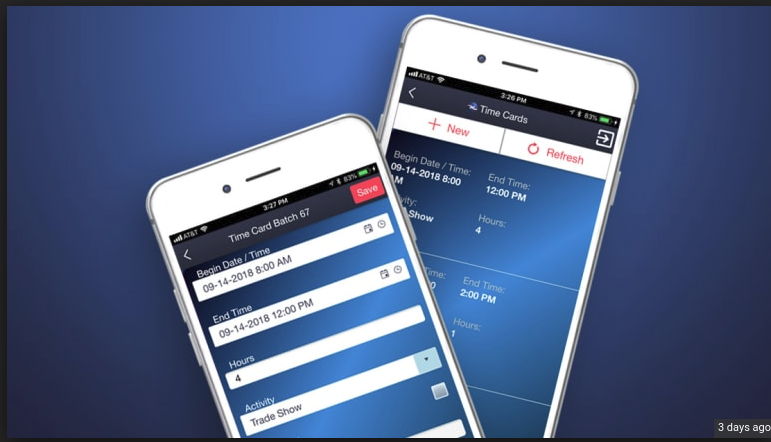 AT&T
3:27 PM
83%
Time Card Batch 67
Save
Begin Date / Time
09-14-2018 8:00 AM
End Time
09-14-2018 12:00 PM
Hours
4
Activity
Trade Show
AT&T
3:26 PM
83%
Time Cards
New
Refresh
Begin Date / Time:
09-14-2018 8:00
M
End Time:
12:00 PM
vity:
Show
Hours:
4
Time:
0
End Time:
2:00 PM
Hours:
1
3 days ago